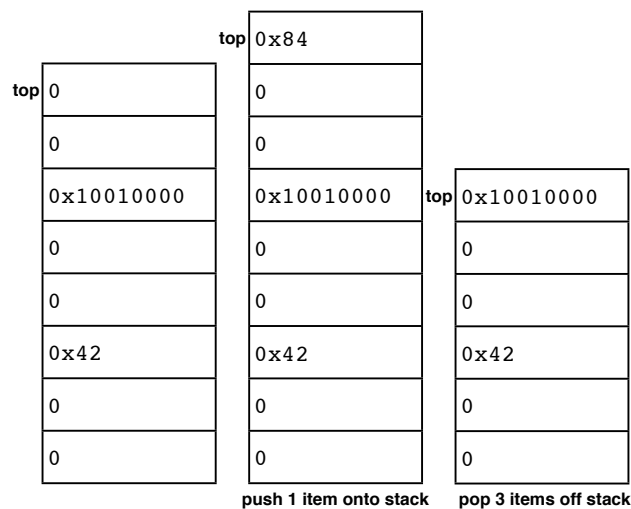 top 0x84
top 0 0
0 0
0x10010000 0x10010000 top 0x10010000
0 0 0
0 0 0
0x42 0x42 0x42
0 0 0
0 0 0
push 1 item onto stack pop 3 items off stack